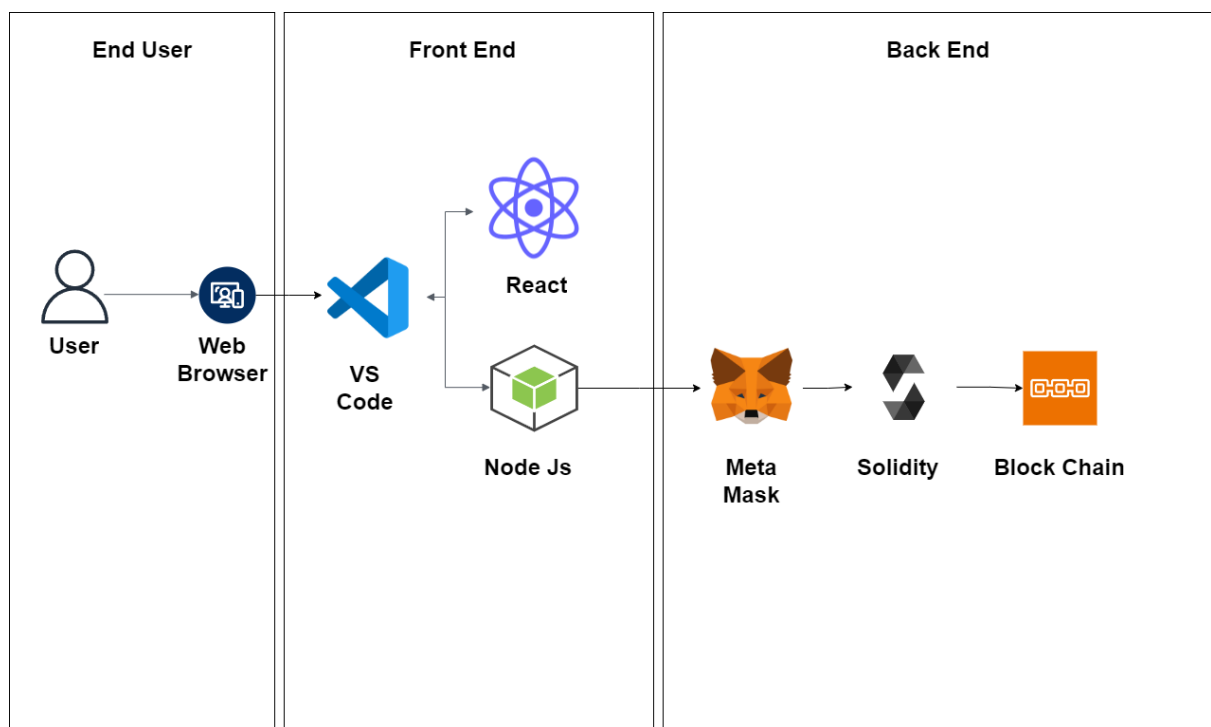 End User
Front End
Back End
React
User
Web
Browser
VS
Code
Node Js
Meta
Mask
Solidity
Block Chain